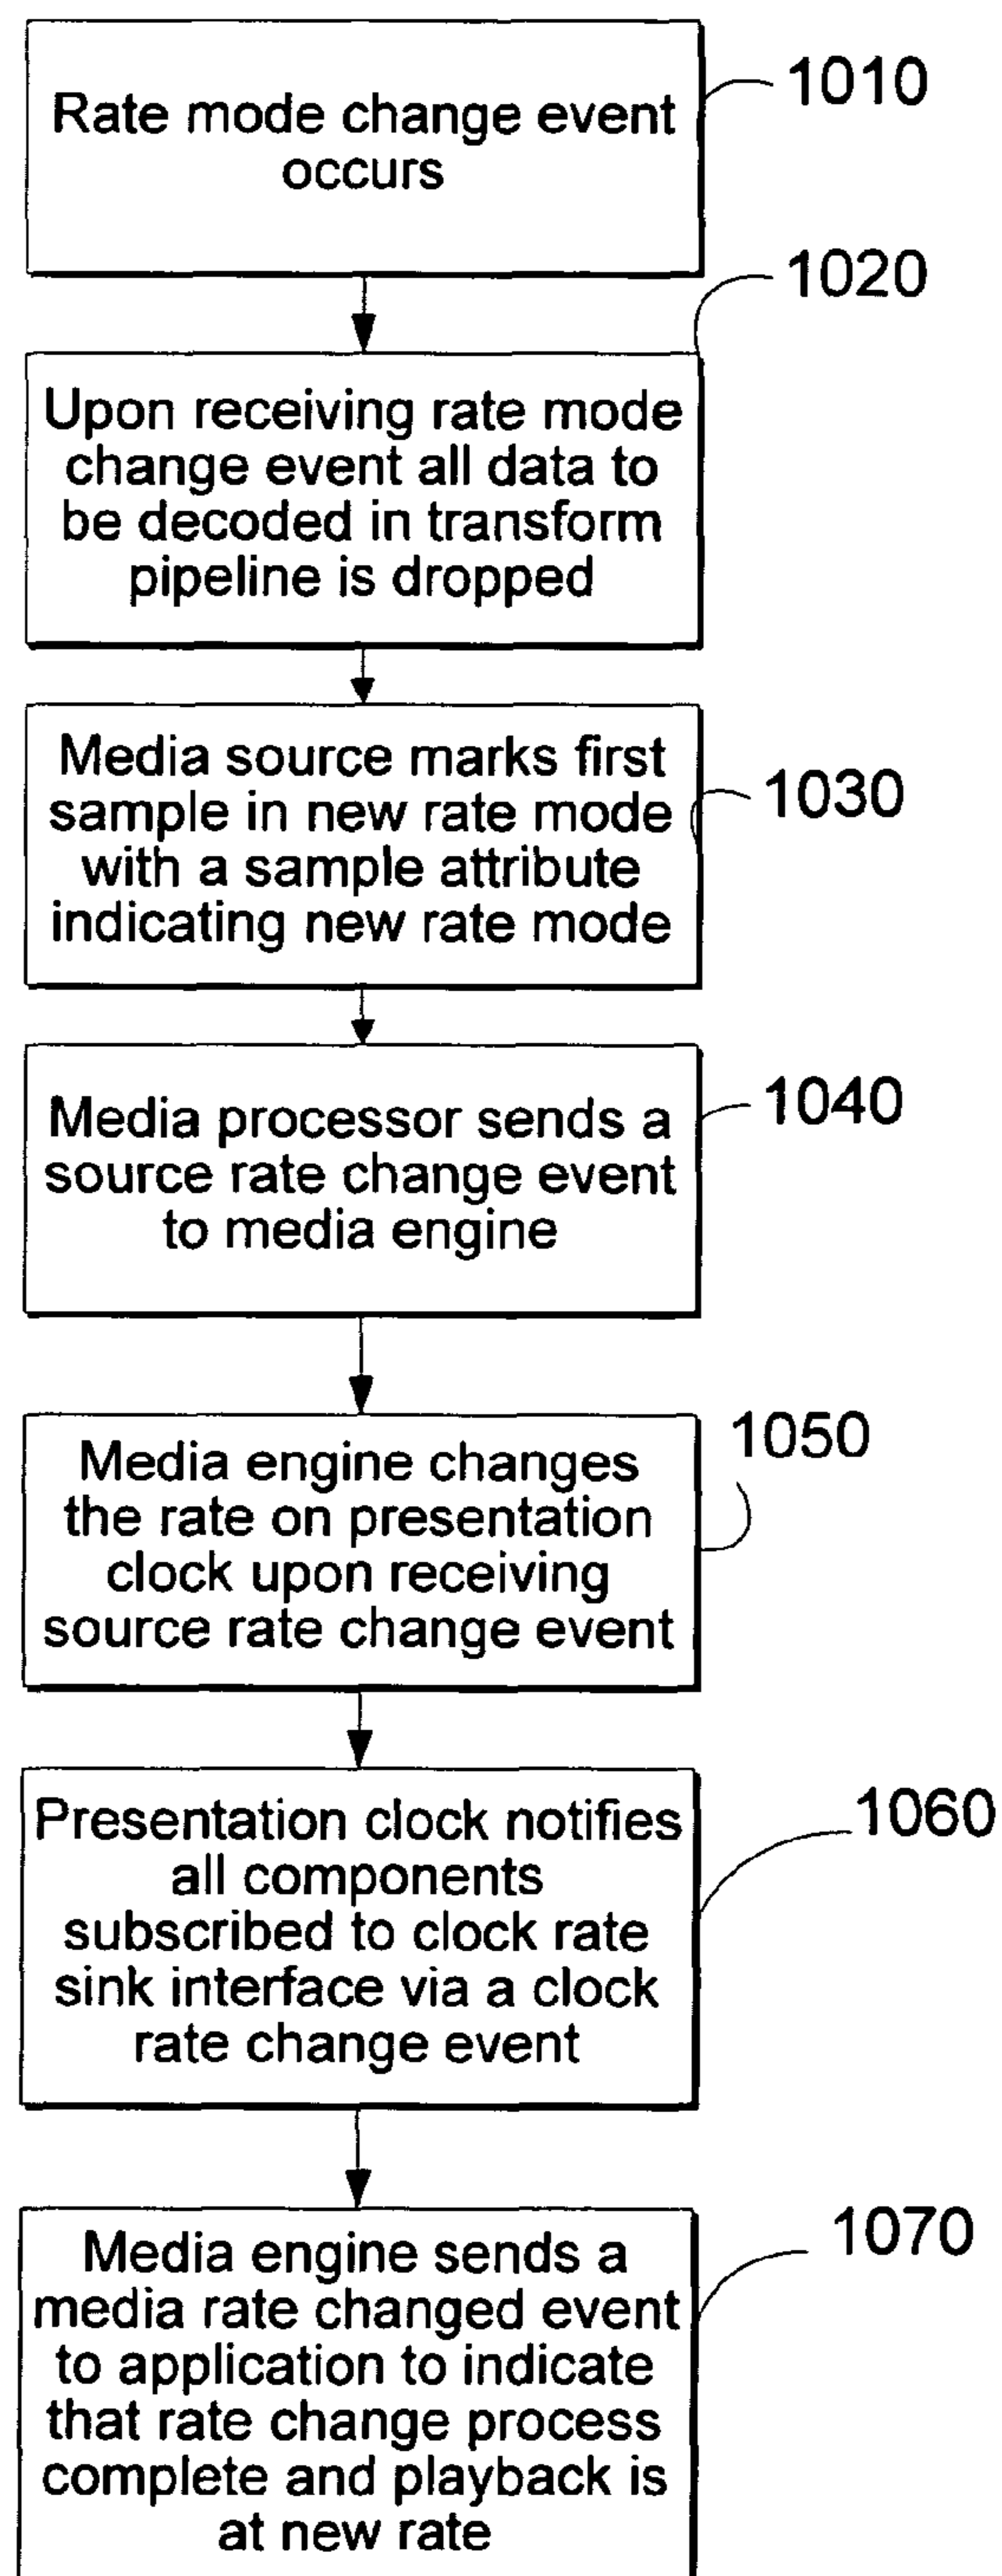 Rate mode change event
occurs
1010
1020
Upon receiving rate mode
change event all data to
be decoded in transform
pipeline is dropped
Media source marks first
sample in new rate mode
with a sample attribute
indicating new rate mode
1030
Media processor sends a
source rate change event
to media engine
1040
Media engine changes
the rate on presentation
clock upon receiving
source rate change event
1050
Presentation clock notifies
all components
subscribed to clock rate
sink interface via a clock
rate change event
1060
Media engine sends a
media rate changed event
to application to indicate
that rate change process
complete and playback is
at new rate
1070